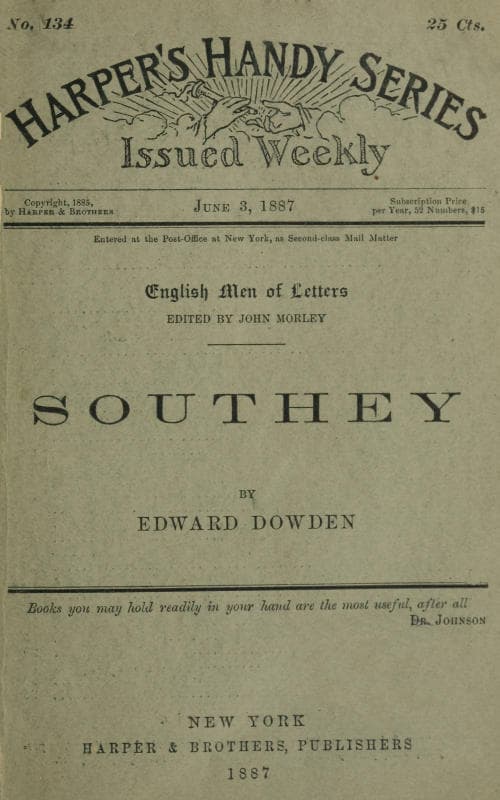 No. 134
25 Cts.
HARPER'S HANDY SERIES
Issued Weekly
Copyright, 1885,
by HARPER & BROTHERS
JUNE 3, 1887
Subscription Price
per Year, 52 Numbers, $15
Entered at the Post-Office at New York, as Second-class Mail Matter
English Men of Letters
EDITED BY JOHN MORLEY
SOUTHEY
BY
EDWARD DOWDEN
Books you may hold readily in your hand are the most useful, after all
DR. JOHNSON
NEW YORK
HARPER & BROTHERS, PUBLISHERS
1887